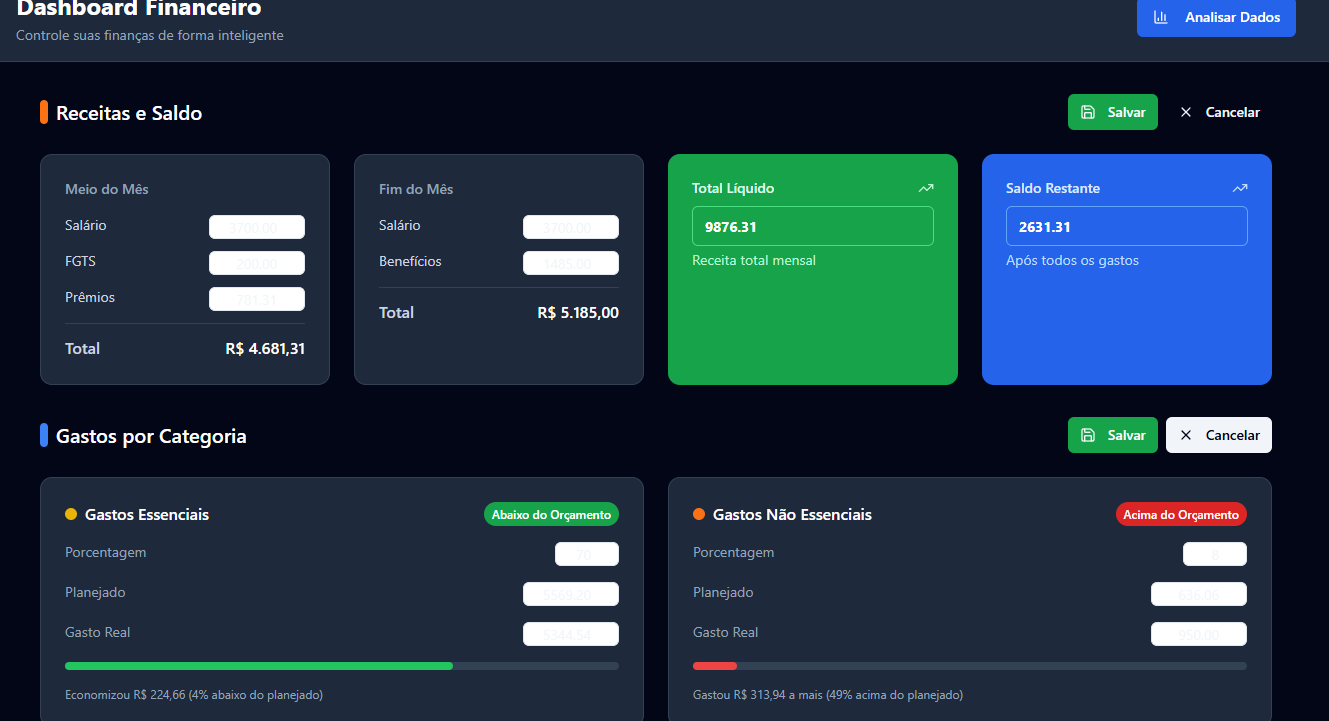 Dashboard Financeiro
Controle suas finanças de forma inteligente
Analisar Dados
Receitas e Saldo
Salvar
Cancelar
Meio do Mês
Salário 3700.00
FGTS 200.00
Prêmios 781.31
Total R$ 4.681,31
Fim do Mês
Salário 3700.00
Benefícios 1485.00
Total R$ 5.185,00
Total Líquido
9876.31
Receita total mensal
Saldo Restante
2631.31
Após todos os gastos
Gastos por Categoria
Salvar
Cancelar
Gastos Essenciais
Abaixo do Orçamento
Porcentagem 70
Planejado 5569.20
Gasto Real 5344.54
Economizou R$ 224,66 (4% abaixo do planejado)
Gastos Não Essenciais
Acima do Orçamento
Porcentagem 8
Planejado 636.06
Gasto Real 950.00
Gastou R$ 313,94 a mais (49% acima do planejado)